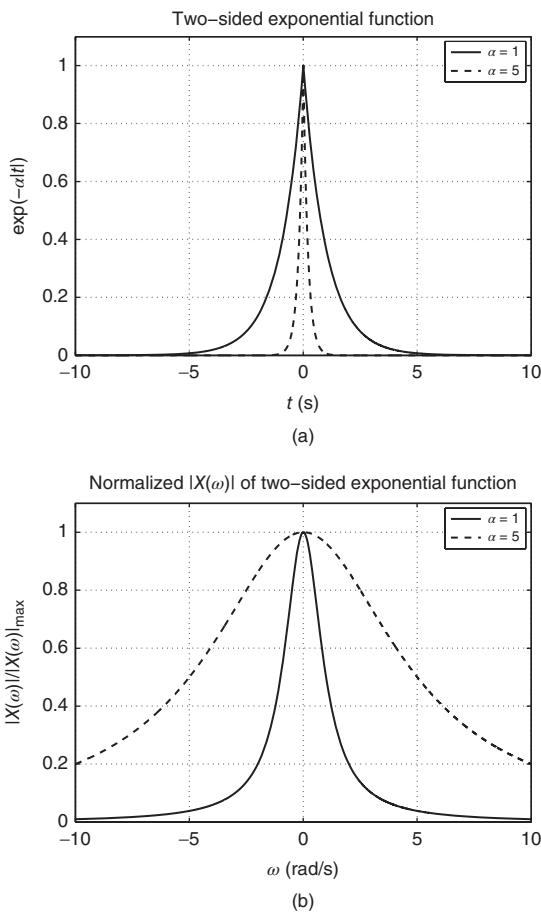 Two−sided exponential function
α = 1
α = 5
exp(−α|t|)
1
0.8
0.6
0.4
0.2
0
−10
−5
0
5
10
t (s)
(a)
Normalized |X(ω)| of two−sided exponential function
α = 1
α = 5
|X(ω)|/|X(ω)|max
1
0.8
0.6
0.4
0.2
0
−10
−5
0
5
10
ω (rad/s)
(b)